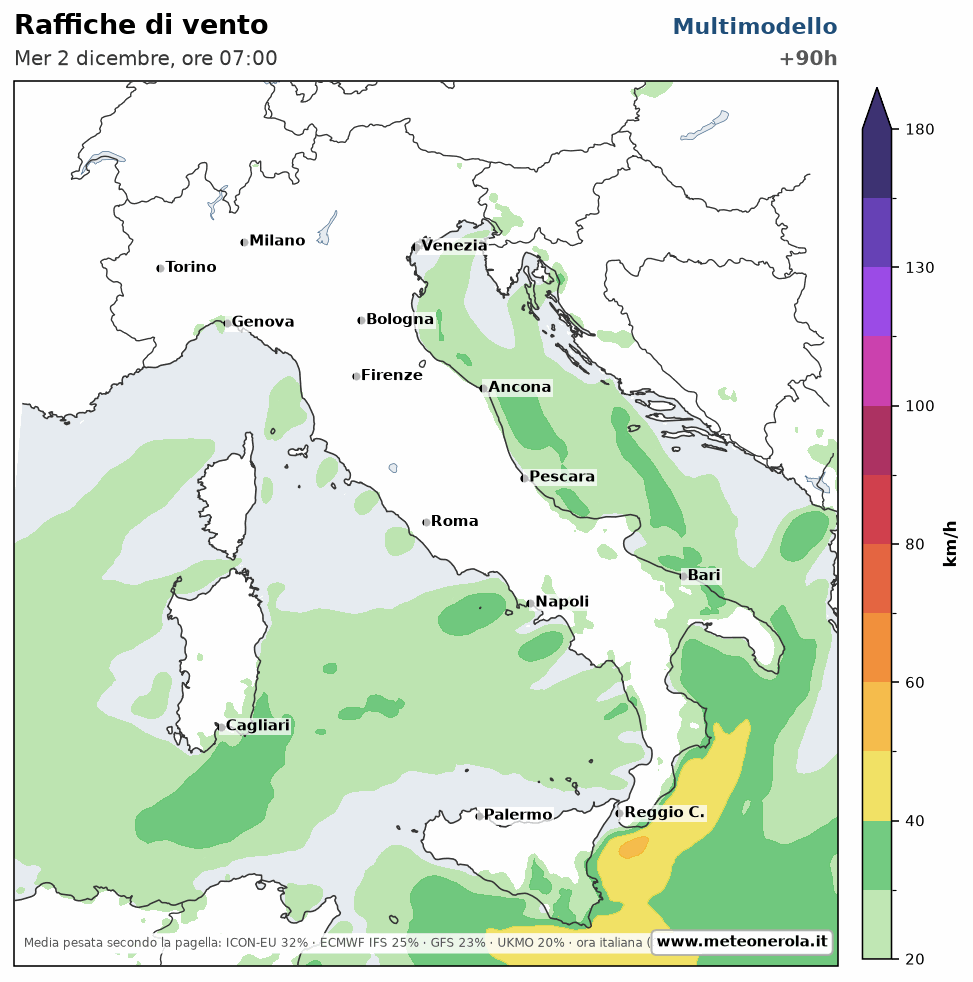 Raffiche di vento
Multimodello
Mer 2 dicembre, ore 07:00
+90h
180
130
100
80
60
40
20
km/h
Milano
Venezia
Torino
Genova
Bologna
Firenze
Ancona
Pescara
Roma
Bari
Napoli
Cagliari
Palermo
Reggio C.
Media pesata secondo la pagella: ICON-EU 32% · ECMWF IFS 25% · GFS 23% · UKMO 20% · ora italiana (
www.meteonerola.it